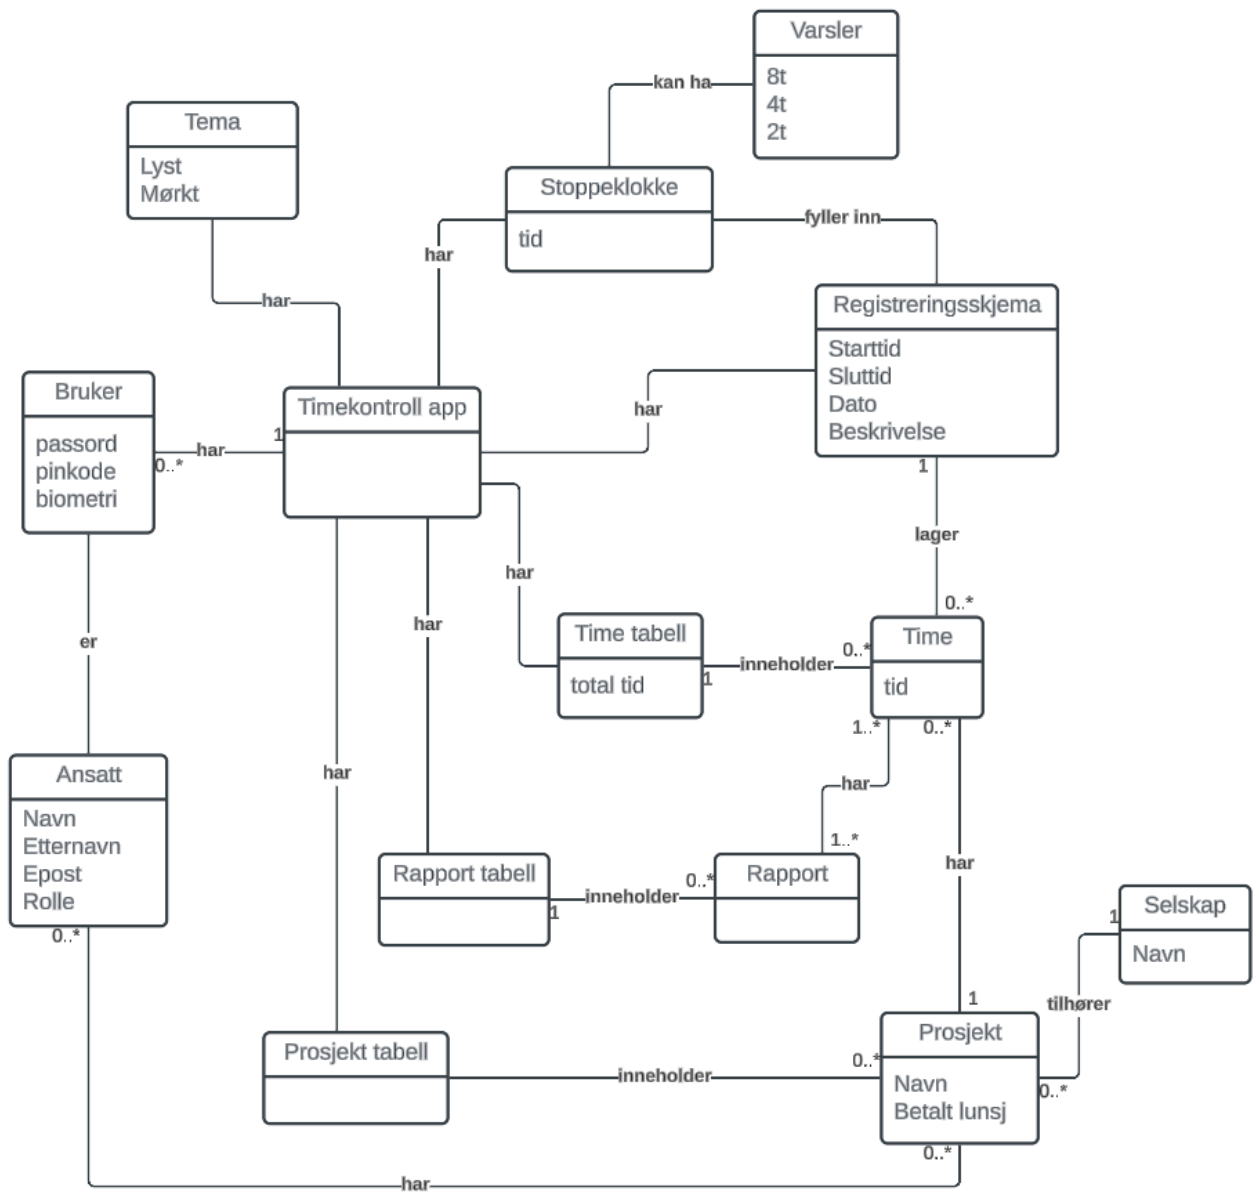 Varsler
8t
4t
2t
kan ha
Tema
Lyst
Mørkt
Stoppeklokke
tid
fyller inn
har
har
Registreringsskjema
Starttid
Sluttid
Dato
Beskrivelse
Bruker
passord
pinkode
biometri
har
0..*
1
Timekontroll app
har
1
lager
0..*
har
har
er
Time tabell
total tid
1
inneholder
0..*
Time
tid
1..*
0..*
har
har
1..*
Ansatt
Navn
Etternavn
Epost
Rolle
0..*
Rapport tabell
1
inneholder
0..*
Rapport
har
Selskap
Navn
1
tilhører
0..*
1
Prosjekt tabell
inneholder
0..*
Prosjekt
Navn
Betalt lunsj
0..*
har